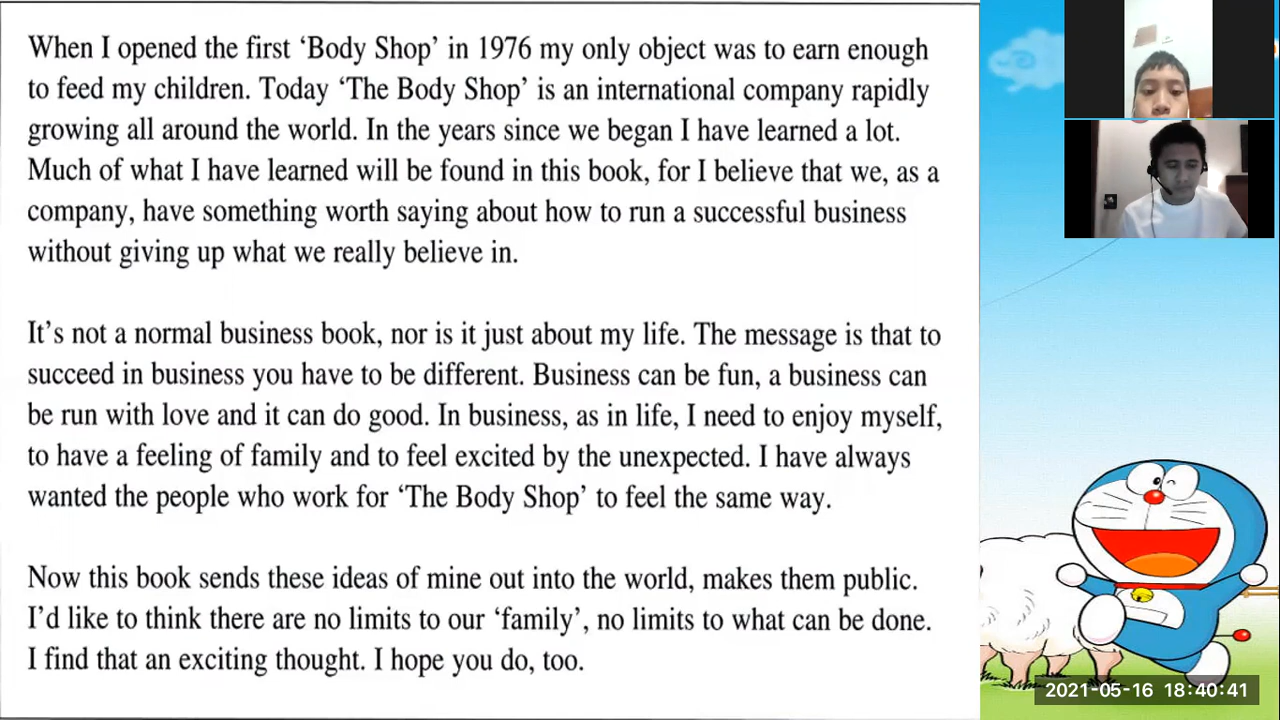 When I opened the first ‘Body Shop’ in 1976 my only object was to earn enough
to feed my children. Today ‘The Body Shop’ is an international company rapidly
growing all around the world. In the years since we began I have learned a lot.
Much of what I have learned will be found in this book, for I believe that we, as a
company, have something worth saying about how to run a successful business
without giving up what we really believe in.
It’s not a normal business book, nor is it just about my life. The message is that to
succeed in business you have to be different. Business can be fun, a business can
be run with love and it can do good. In business, as in life, I need to enjoy myself,
to have a feeling of family and to feel excited by the unexpected. I have always
wanted the people who work for ‘The Body Shop’ to feel the same way.
Now this book sends these ideas of mine out into the world, makes them public.
I’d like to think there are no limits to our ‘family’, no limits to what can be done.
I find that an exciting thought. I hope you do, too.
2021-05-16 18:40:41